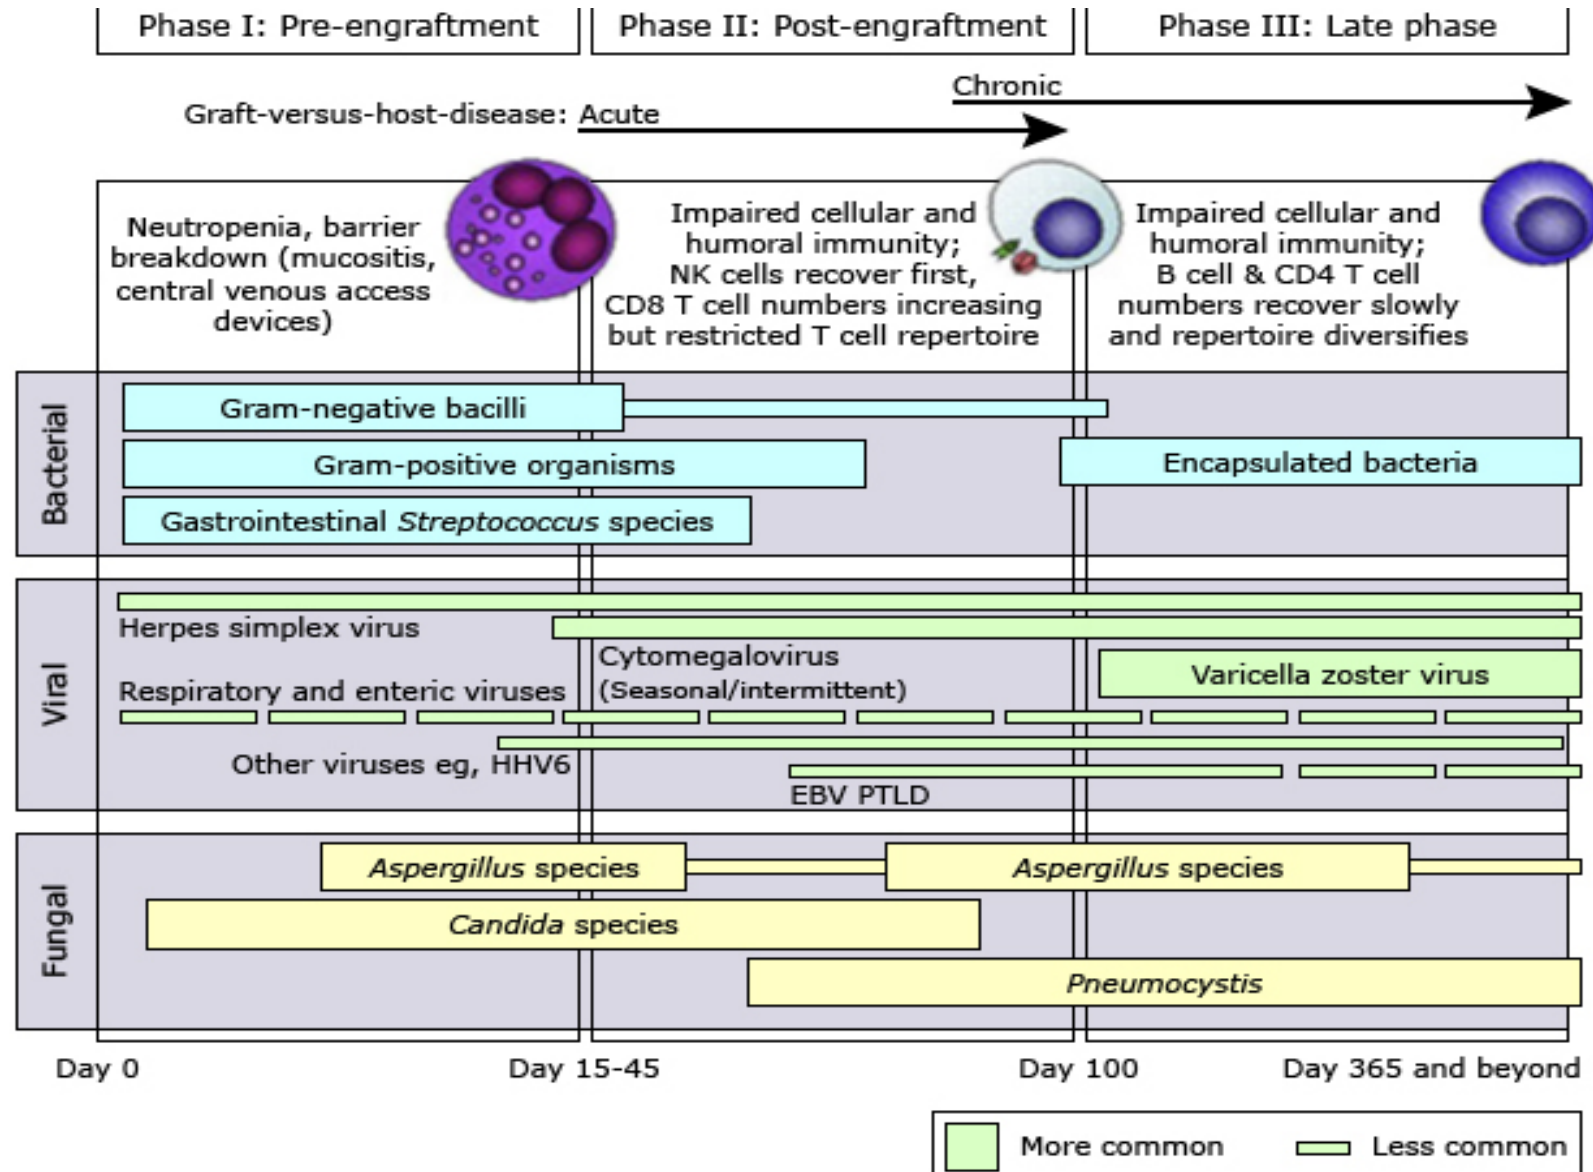 Phase I: Pre-engraftment
Phase II: Post-engraftment
Phase III: Late phase
Chronic
Graft-versus-host-disease: Acute
Neutropenia, barrier
breakdown (mucositis,
central venous access
devices)
Impaired cellular and
humoral immunity;
NK cells recover first,
CD8 T cell numbers increasing
but restricted T cell repertoire
Impaired cellular and
humoral immunity;
B cell & CD4 T cell
numbers recover slowly
and repertoire diversifies
Bacterial
Gram-negative bacilli
Gram-positive organisms
Encapsulated bacteria
Gastrointestinal Streptococcus species
Viral
Herpes simplex virus
Cytomegalovirus
Varicella zoster virus
Respiratory and enteric viruses
(Seasonal/intermittent)
Other viruses eg, HHV6
EBV PTLD
Fungal
Aspergillus species
Aspergillus species
Candida species
Pneumocystis
Day 0
Day 15-45
Day 100
Day 365 and beyond
More common
Less common